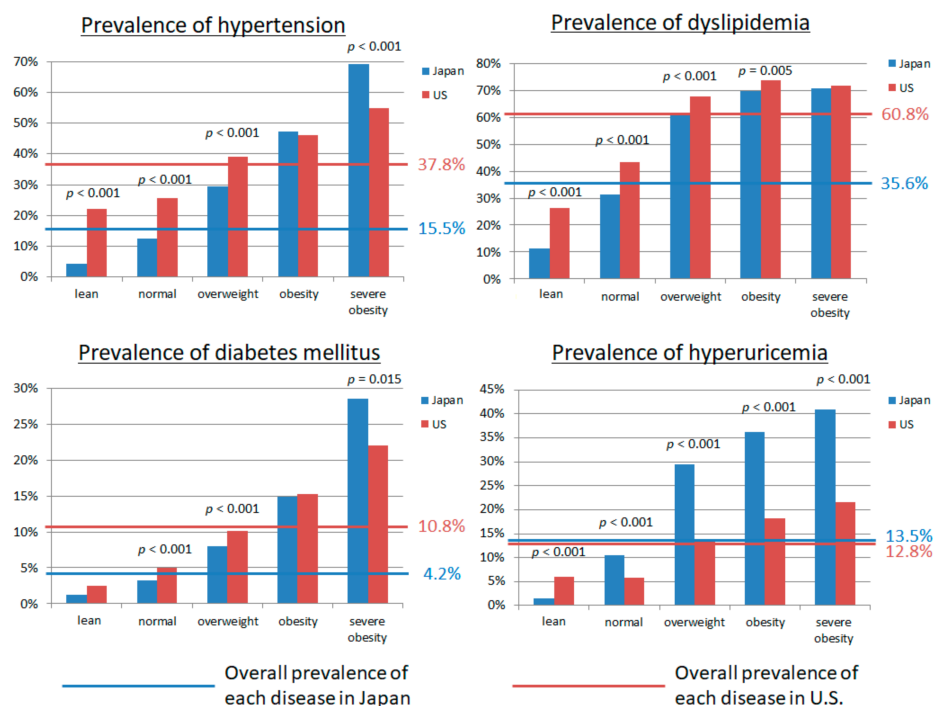 Prevalence of hypertension
p < 0.001
70%
60%
50%
40%
30%
20%
10%
0%
p < 0.001
p < 0.001
p < 0.001
Japan
US
37.8%
15.5%
lean
normal
overweight
obesity
severe
obesity
Prevalence of dyslipidemia
80%
70%
60%
50%
40%
30%
20%
10%
0%
p < 0.001
p < 0.001
p < 0.001
p = 0.005
Japan
US
60.8%
35.6%
lean
normal
overweight
obesity
severe
obesity
Prevalence of diabetes mellitus
30%
25%
20%
15%
10%
5%
0%
p < 0.001
p < 0.001
p = 0.015
Japan
US
10.8%
4.2%
lean
normal
overweight
obesity
severe
obesity
Prevalence of hyperuricemia
45%
40%
35%
30%
25%
20%
15%
10%
5%
0%
p < 0.001
p < 0.001
p < 0.001
p < 0.001
p < 0.001
Japan
US
13.5%
12.8%
lean
normal
overweight
obesity
severe
obesity
Overall prevalence of
each disease in Japan
Overall prevalence of
each disease in U.S.